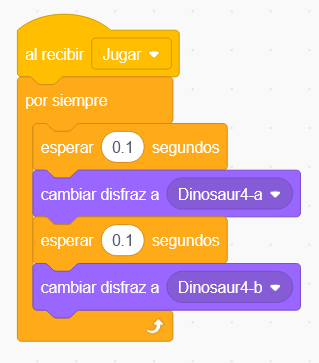 al recibir Jugar
por siempre
esperar 0.1 segundos
cambiar disfraz a Dinosaur4-a
esperar 0.1 segundos
cambiar disfraz a Dinosaur4-b